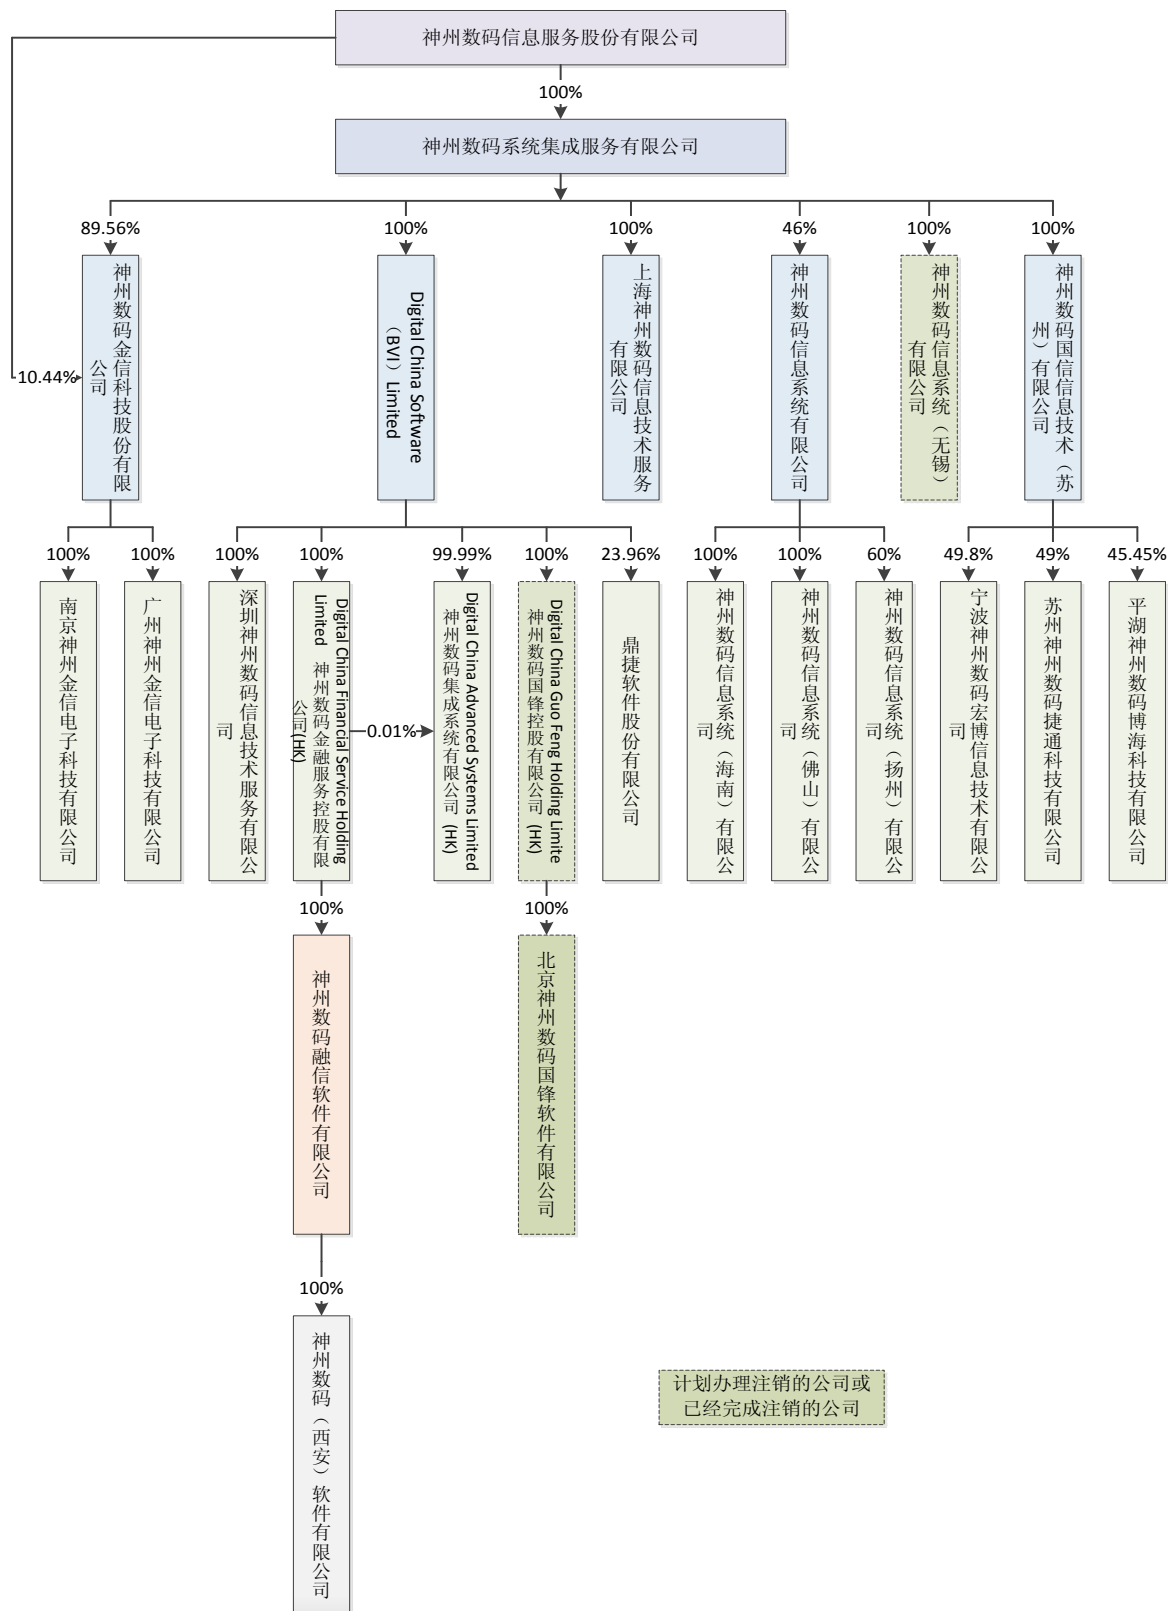 神州数码信息服务股份有限公司
100%
神州数码系统集成服务有限公司
89.56%
100%
100%
46%
100%
100%
10.44%
神州数码金信科技股份有限
公司
Digital China Software
（BVI）Limited
上海神州数码信息技术服务
有限公司
神州数码信息系统有限公司
神州数码信息系统（无锡）
有限公司
神州数码国信信息技术（苏
州）有限公司
100%
100%
100%
100%
99.99%
100%
23.96%
100%
100%
60%
49.8%
49%
45.45%
南京神州金信电子科技有限公司
广州神州金信电子科技有限公司
深圳神州数码信息技术服务有限公
司
Digital China Financial Service Holding
Limited 神州数码金融服务控股有限
公司(HK)
0.01%
Digital China Advanced Systems Limited
神州数码集成系统有限公司 (HK)
Digital China Guo Feng Holding Limite
神州数码国锋控股有限公司 (HK)
鼎捷软件股份有限公司
神州数码信息系统（海南）有限公
司
神州数码信息系统（佛山）有限公
司
神州数码信息系统（扬州）有限公
司
宁波神州数码宏博信息技术有限公
司
苏州神州数码捷通科技有限公司
平湖神州数码博海科技有限公司
100%
100%
神州数码融信软件有限公司
北京神州数码国锋软件有限公司
100%
神州数码（西安）软件有限公司
计划办理注销的公司或
已经完成注销的公司